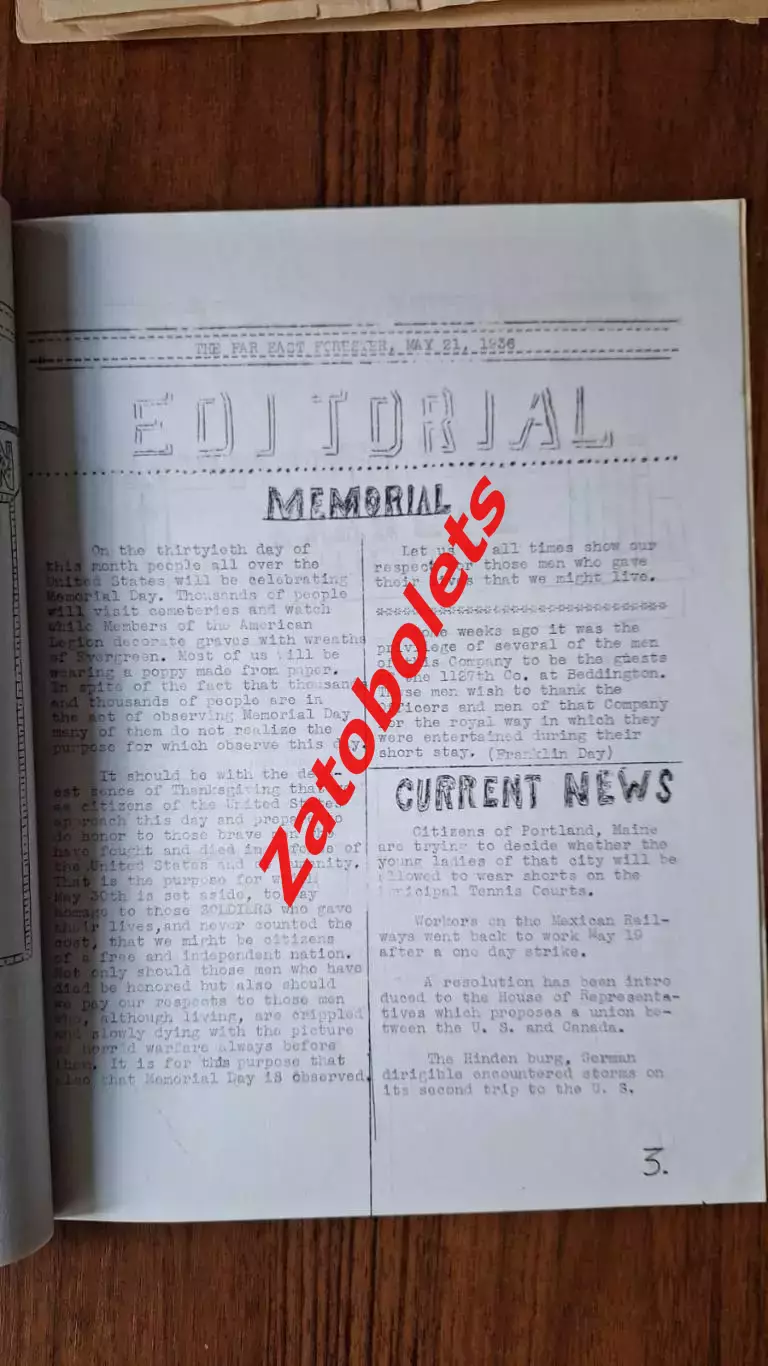 THE FAR EAST FORESTER, MAY 21, 1936
EDITORIAL
MEMORIAL
On the thirtyieth day of
this month people all over the
United States will be celebrating
Memorial Day. Thousands of people
will visit cemeteries and watch
while Members of the American
Legion decorate graves with wreaths
of Evergreen. Most of us will be
wearing a poppy made from paper.
In spite of the fact that thousands
and thousands of people are in
the act of observing Memorial Day
many of them do not realize the
purpose for which observe this day.
It should be with the
est sence of Thanksgiving that
as citizens of the United States
approach this day and prepare to
do honor to those brave men who
have fought and died in of
the United States and humanity.
That is the purpose for which
May 30th is set aside, to pay
homage to those SOLDIERS who gave
their lives,and never counted the
cost, that we might be citizens
of a free and independent nation.
Not only should those men who have
died be honored but also should
we pay our respects to those men
who, although living, are crippled
and slowly dying with the picture
of horrid warfare always before
them. It is for this purpose that
also that Memorial Day is observed.
Let us all times show our
respect for those men who gave
their lives that we might live.
Some weeks ago it was the
privilege of several of the men
of this Company to be the guests
the 1127th Co. at Beddington.
These men wish to thank the
officers and men of that Company
for the royal way in which they
were entertained during their
short stay. (Franklin Day)
CURRENT NEWS
Citizens of Portland, Maine
are trying to decide whether the
young ladies of that city will be
allowed to wear shorts on the
Municipal Tennis Courts.
Workers on the Mexican Rail-
ways went back to work May 19
after a one day strike.
A resolution has been intro
duced to the House of Representa-
tives which proposes a union be-
tween the U. S. and Canada.
The Hinden burg, German
dirigible encountered storms on
its second trip to the U. S.
3.
Zatobolets